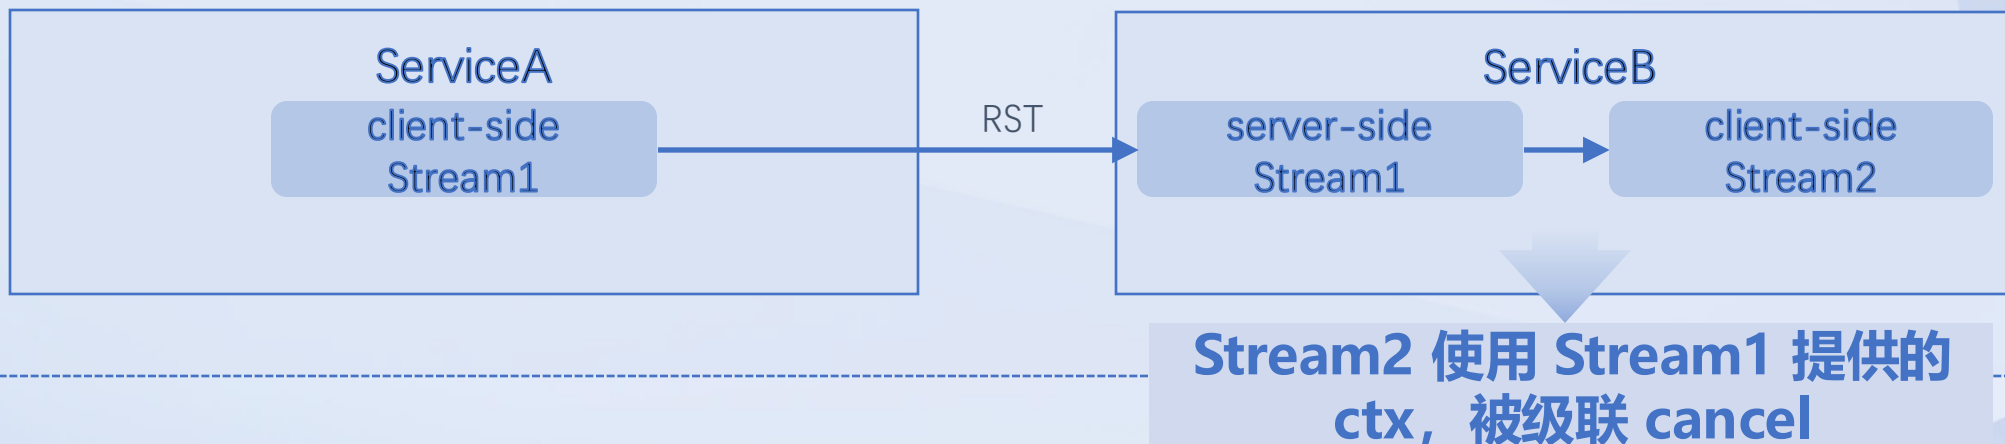 ServiceA
client-side
Stream1
RST
ServiceB
server-side
Stream1
client-side
Stream2
Stream2 使用 Stream1 提供的
ctx，被级联 cancel